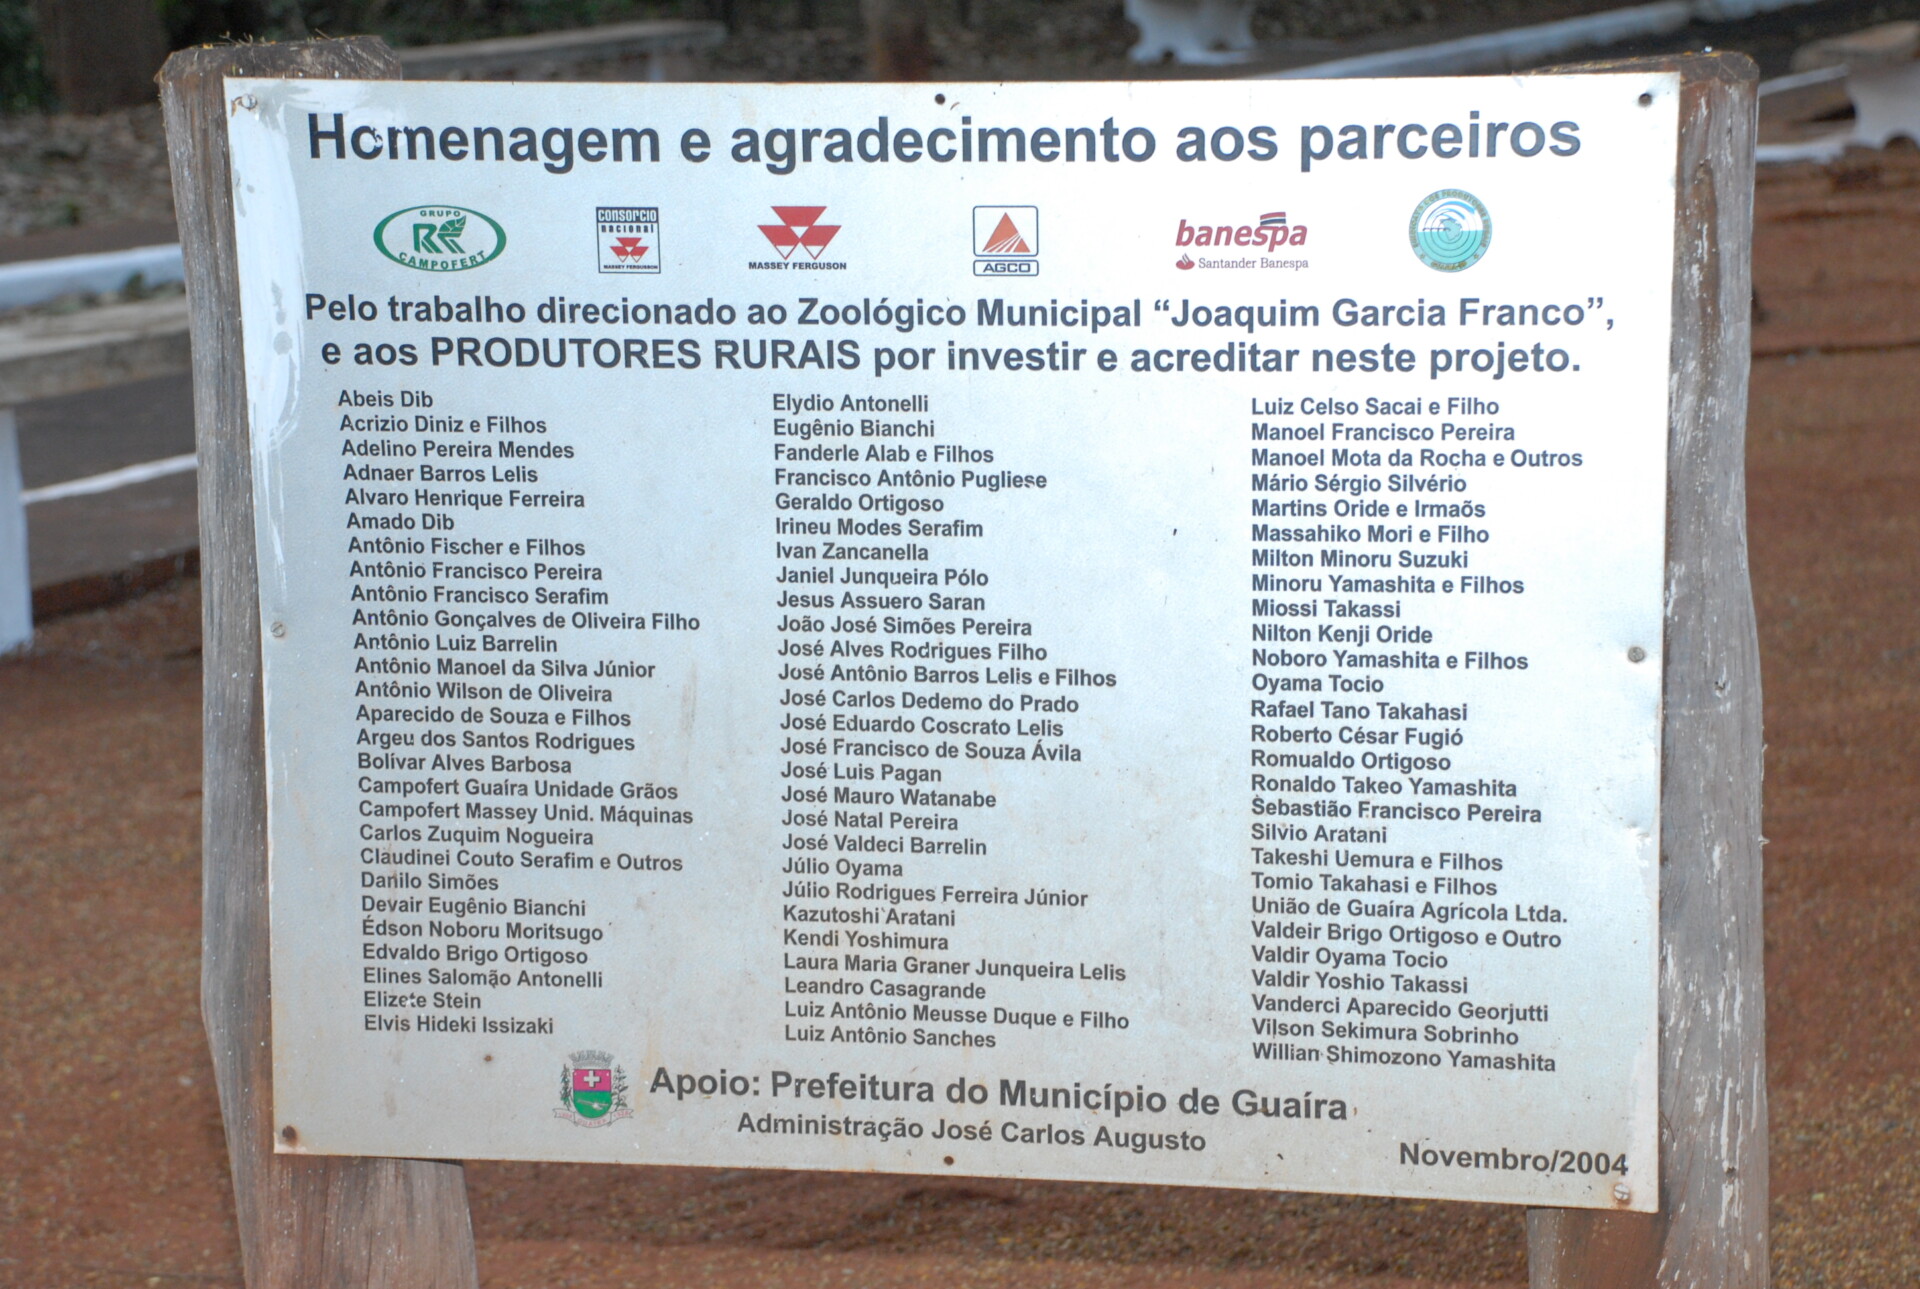 Homenagem e agradecimento aos parceiros
GRUPO
CAMPOFERT
CONSORCIO
nacional
MASSEY FERGUSON
MASSEY FERGUSON
AGCO
banespa
Santander Banespa
Pelo trabalho direcionado ao Zoológico Municipal “Joaquim Garcia Franco”,
e aos PRODUTORES RURAIS por investir e acreditar neste projeto.
Abeis Dib
Acrizio Diniz e Filhos
Adelino Pereira Mendes
Adnaer Barros Lelis
Alvaro Henrique Ferreira
Amado Dib
Antônio Fischer e Filhos
Antônio Francisco Pereira
Antônio Francisco Serafim
Antônio Gonçalves de Oliveira Filho
Antônio Luiz Barrelin
Antônio Manoel da Silva Júnior
Antônio Wilson de Oliveira
Aparecido de Souza e Filhos
Argeu dos Santos Rodrigues
Bolívar Alves Barbosa
Campofert Guaíra Unidade Grãos
Campofert Massey Unid. Máquinas
Carlos Zuquim Nogueira
Claudinei Couto Serafim e Outros
Danilo Simões
Devair Eugênio Bianchi
Édson Noboru Moritsugo
Edvaldo Brigo Ortigoso
Elines Salomão Antonelli
Elizete Stein
Elvis Hideki Issizaki
Elydio Antonelli
Eugênio Bianchi
Fanderle Alab e Filhos
Francisco Antônio Pugliese
Geraldo Ortigoso
Irineu Modes Serafim
Ivan Zancanella
Janiel Junqueira Pólo
Jesus Assuero Saran
João José Simões Pereira
José Alves Rodrigues Filho
José Antônio Barros Lelis e Filhos
José Carlos Dedemo do Prado
José Eduardo Coscrato Lelis
José Francisco de Souza Ávila
José Luis Pagan
José Mauro Watanabe
José Natal Pereira
José Valdeci Barrelin
Júlio Oyama
Júlio Rodrigues Ferreira Júnior
Kazutoshi Aratani
Kendi Yoshimura
Laura Maria Graner Junqueira Lelis
Leandro Casagrande
Luiz Antônio Meusse Duque e Filho
Luiz Antônio Sanches
Luiz Celso Sacai e Filho
Manoel Francisco Pereira
Manoel Mota da Rocha e Outros
Mário Sérgio Silvério
Martins Oride e Irmaõs
Massahiko Mori e Filho
Milton Minoru Suzuki
Minoru Yamashita e Filhos
Miossi Takassi
Nilton Kenji Oride
Noboro Yamashita e Filhos
Oyama Tocio
Rafael Tano Takahasi
Roberto César Fugió
Romualdo Ortigoso
Ronaldo Takeo Yamashita
Sebastião Francisco Pereira
Silvio Aratani
Takeshi Uemura e Filhos
Tomio Takahasi e Filhos
União de Guaíra Agrícola Ltda.
Valdeir Brigo Ortigoso e Outro
Valdir Oyama Tocio
Valdir Yoshio Takassi
Vanderci Aparecido Georjutti
Vilson Sekimura Sobrinho
Willian Shimozono Yamashita
Apoio: Prefeitura do Município de Guaíra
Administração José Carlos Augusto
Novembro/2004